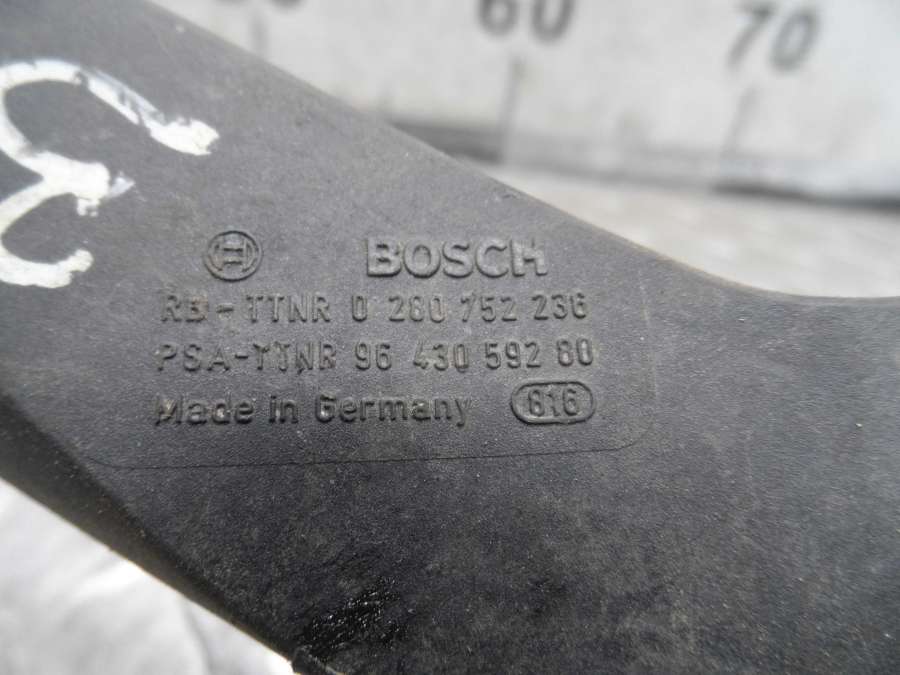 60
70
BOSCH
RB-TTNR 0 280 752 236
PSA-TTNR 96 430 592 80
Made in Germany 816